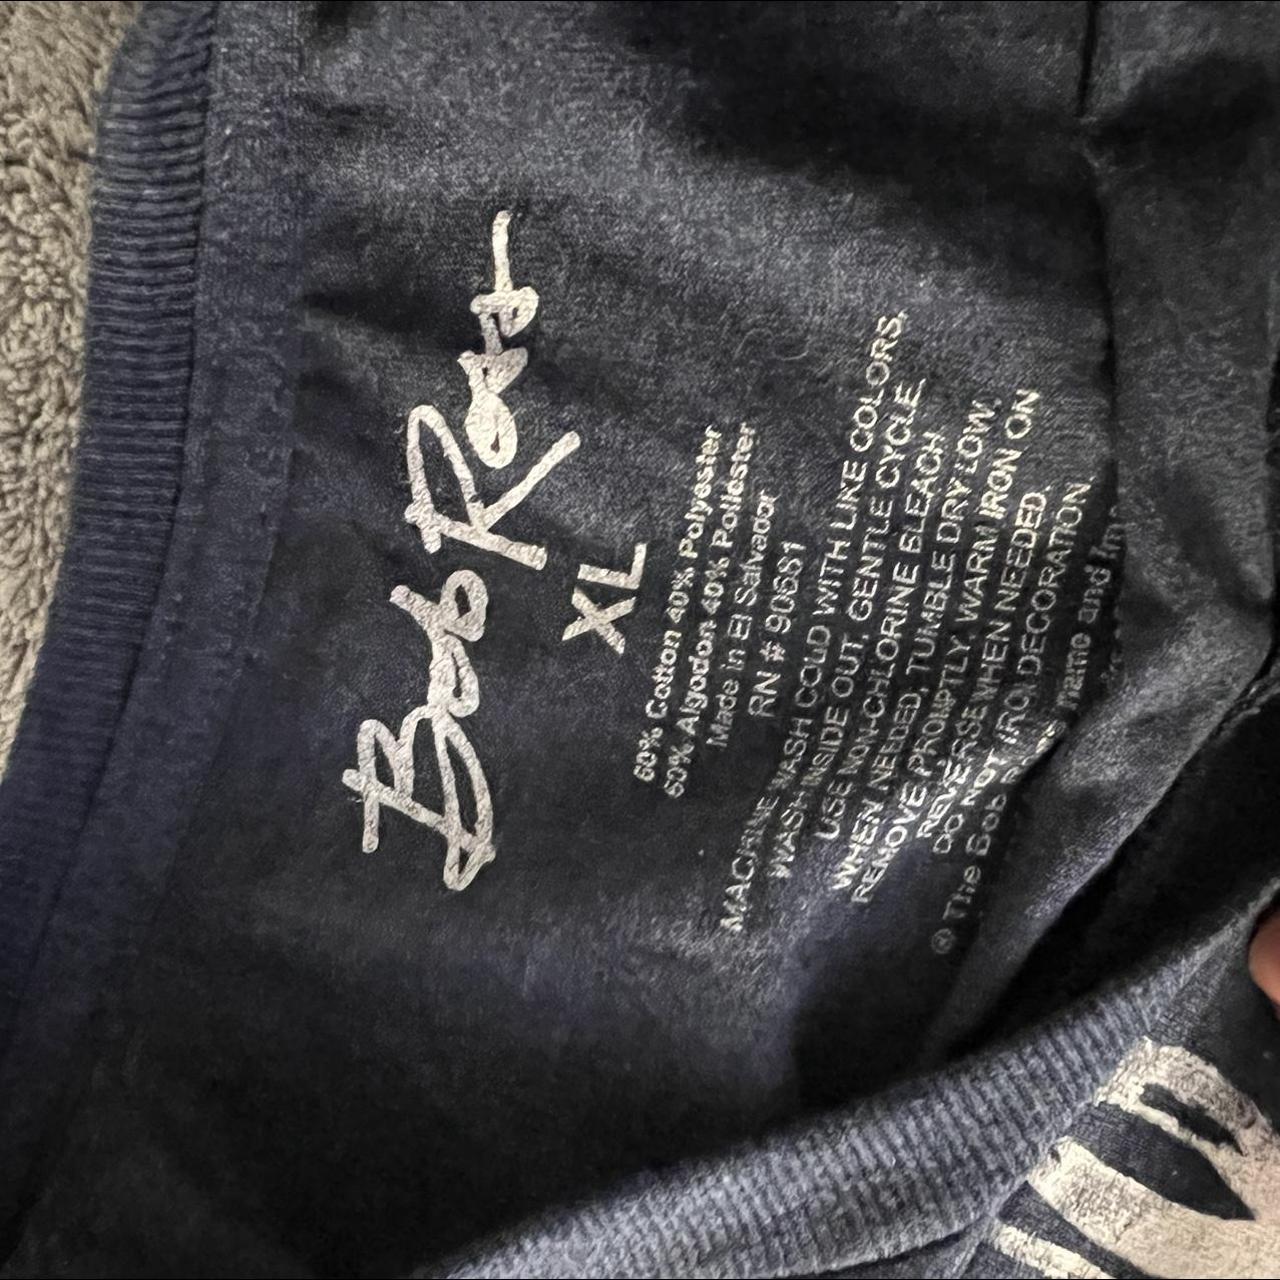 Bob Ross
XL
60% Cotton 40% Polyester
60% Algodon 40% Poliester
Made in El Salvador
RN # 90681
MACHINE WASH COLD WITH LIKE COLORS,
WASH INSIDE OUT, GENTLE CYCLE,
USE NON-CHLORINE BLEACH
WHEN NEEDED, TUMBLE DRY LOW,
REMOVE PROMPTLY, WARM IRON ON
REVERSE WHEN NEEDED
DO NOT IRON DECORATION.
® The Bob name and